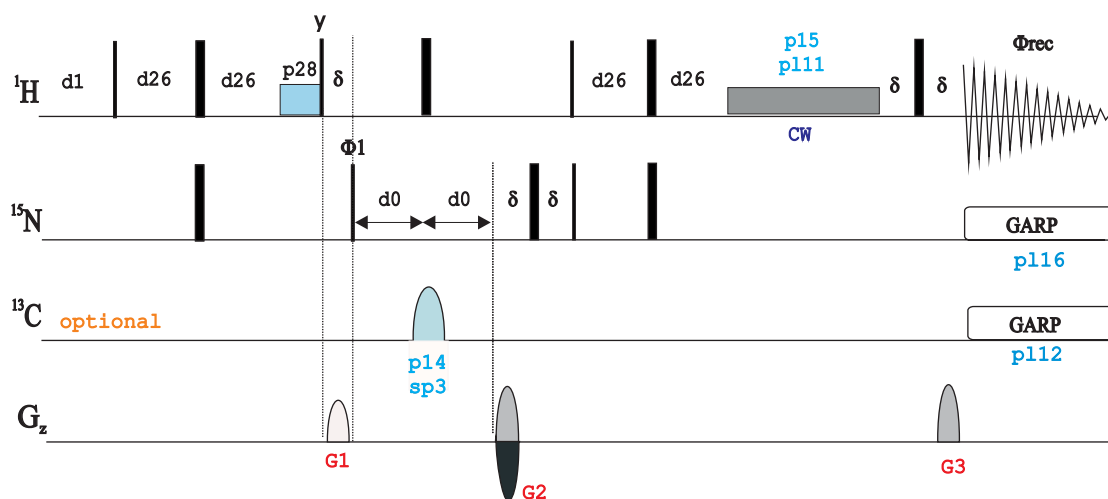 y
p15
Φrec
pl11
¹H
d1
d26
d26
p28
δ
d26
d26
δ
δ
CW
Φ1
¹⁵N
d0
d0
δ
δ
GARP
pl16
¹³C
optional
GARP
p14
pl12
sp3
Gz
G1
G2
G3